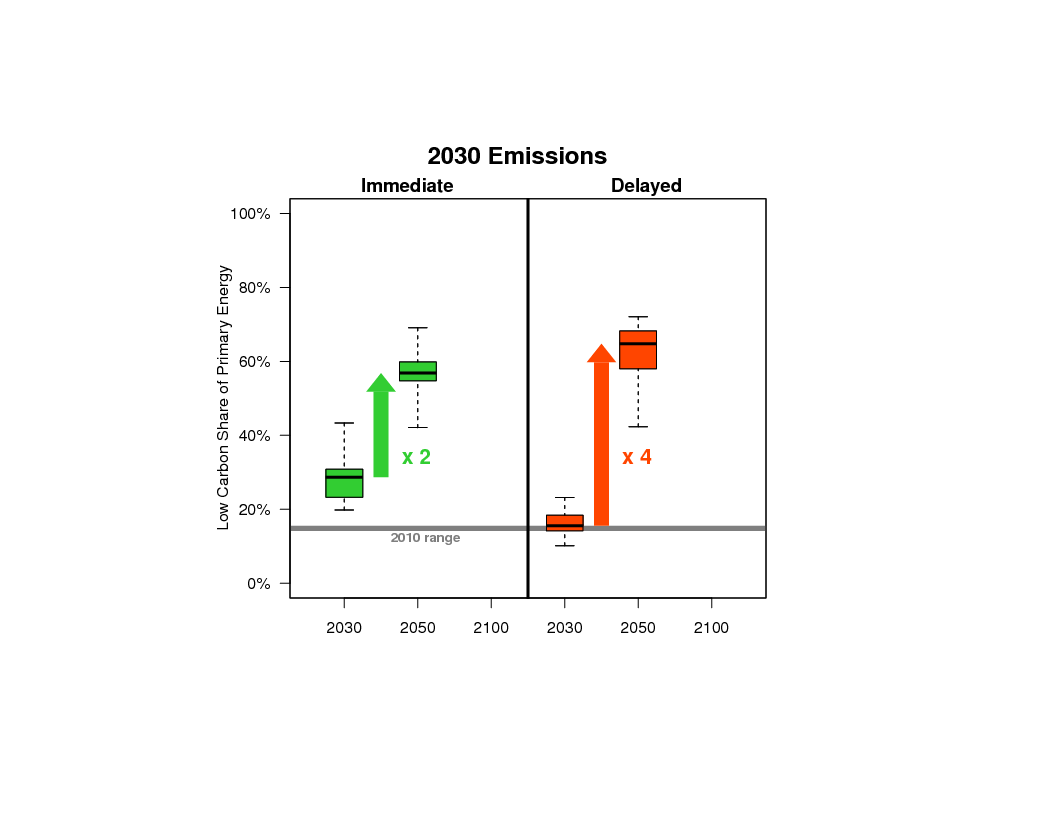 2030 Emissions
Immediate Delayed
Low Carbon Share of Primary Energy
100%
80%
60%
40%
20%
0%
x 2
x 4
2010 range
2030 2050 2100 2030 2050 2100